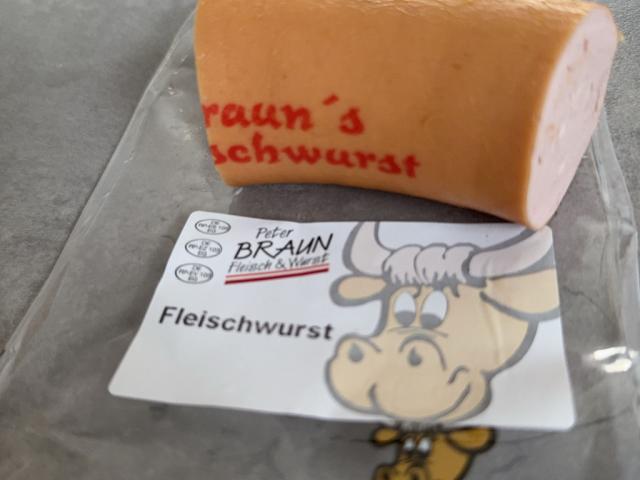 raun´s
schwurst
Peter
BRAUN
Fleisch & Wurst
Fleischwurst